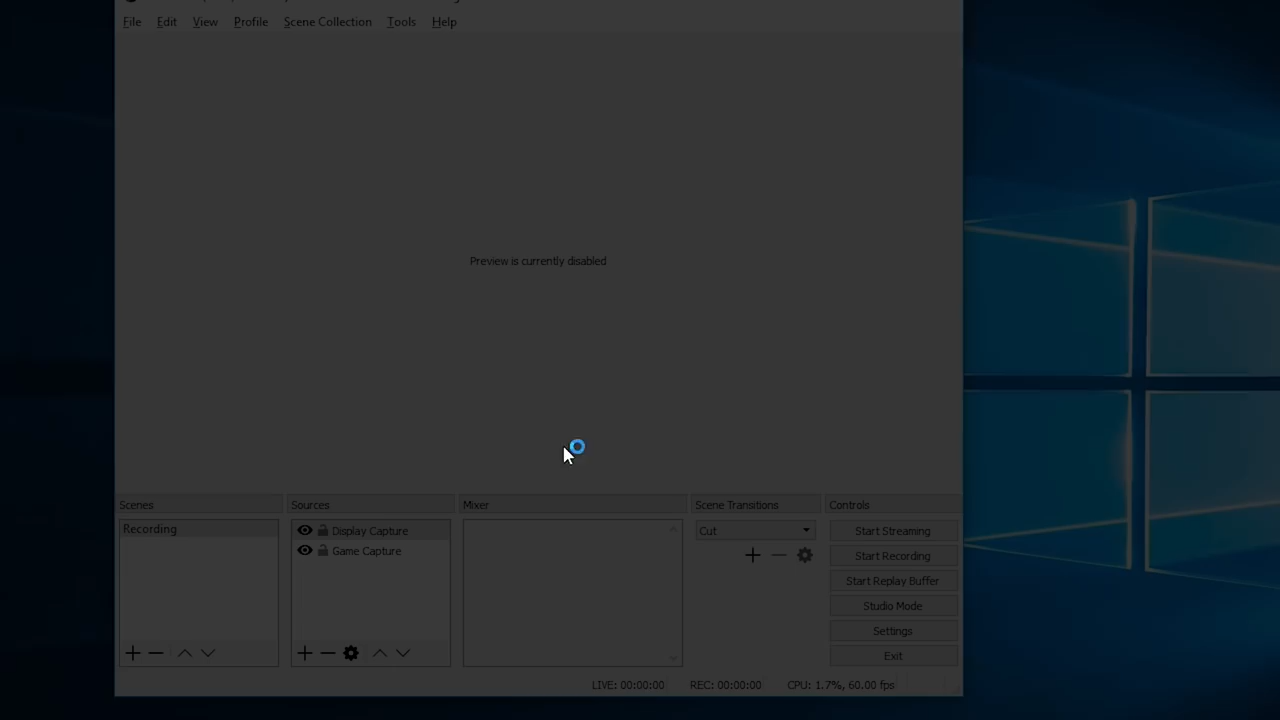 File Edit View Profile Scene Collection Tools Help
Preview is currently disabled
Scenes Sources Mixer Scene Transitions Controls
Recording Display Capture Cut Start Streaming
Game Capture Start Recording
Start Replay Buffer
Studio Mode
Settings
Exit
LIVE: 00:00:00 REC: 00:00:00 CPU: 1.7%, 60.00 fps